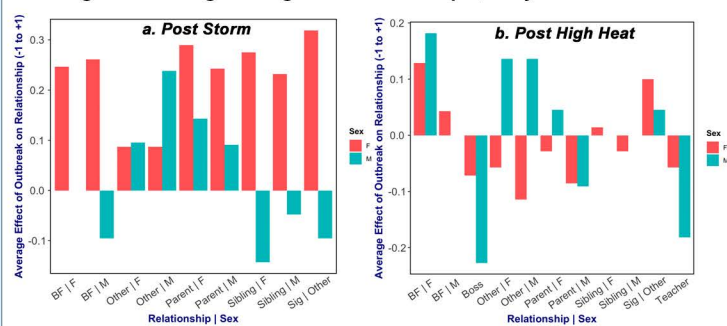 a. Post Storm
Average Effect of Outbreak on Relationship (-1 to +1)
0.3
0.2
0.1
0.0
-0.1
BF | F
BF | M
Other | F
Other | M
Parent | F
Parent | M
Sibling | F
Sibling | M
Sig | Other
Relationship | Sex
Sex
F
M
b. Post High Heat
Average Effect of Outbreak on Relationship (-1 to +1)
0.2
0.1
0.0
-0.1
-0.2
BF | F
BF | M
Boss
Other | F
Other | M
Parent | F
Parent | M
Sibling | F
Sibling | M
Sig | Other
Teacher
Relationship | Sex
Sex
F
M